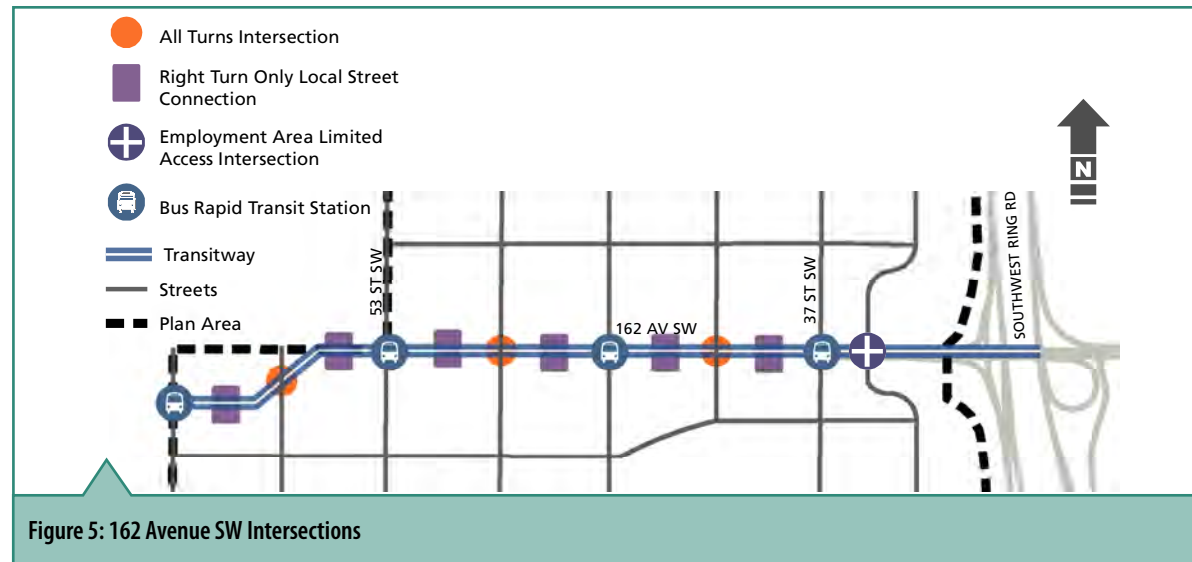 All Turns Intersection
Right Turn Only Local Street
Connection
Employment Area Limited
Access Intersection
Bus Rapid Transit Station
Transitway
Streets
Plan Area
53 ST SW
162 AV SW
37 ST SW
SOUTHWEST RING RD
N
Figure 5: 162 Avenue SW Intersections